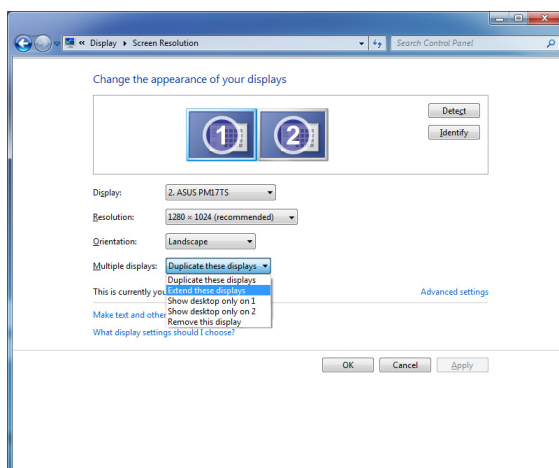 « Display ▸ Screen Resolution
Search Control Panel
Change the appearance of your displays
1
2
Detect
Identify
Display:
2. ASUS PM17TS
Resolution:
1280 × 1024 (recommended)
Orientation:
Landscape
Multiple displays:
Duplicate these displays
Duplicate these displays
Extend these displays
Show desktop only on 1
Show desktop only on 2
Remove this display
This is currently you
Advanced settings
Make text and othe
What display settings should I choose?
OK
Cancel
Apply